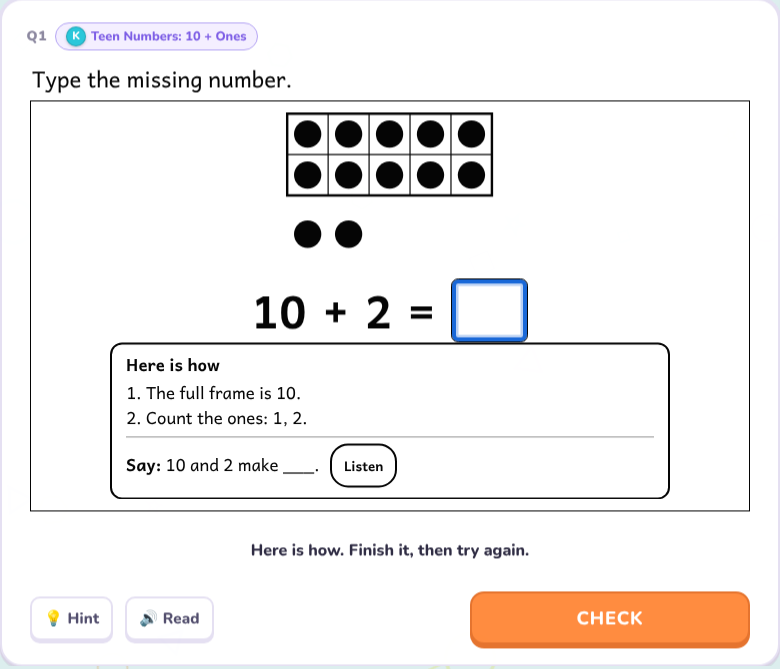 Q1 K Teen Numbers: 10 + Ones
Type the missing number.
10 + 2 =
Here is how
1. The full frame is 10.
2. Count the ones: 1, 2.
Say: 10 and 2 make ___. Listen
Here is how. Finish it, then try again.
💡 Hint 🔊 Read CHECK